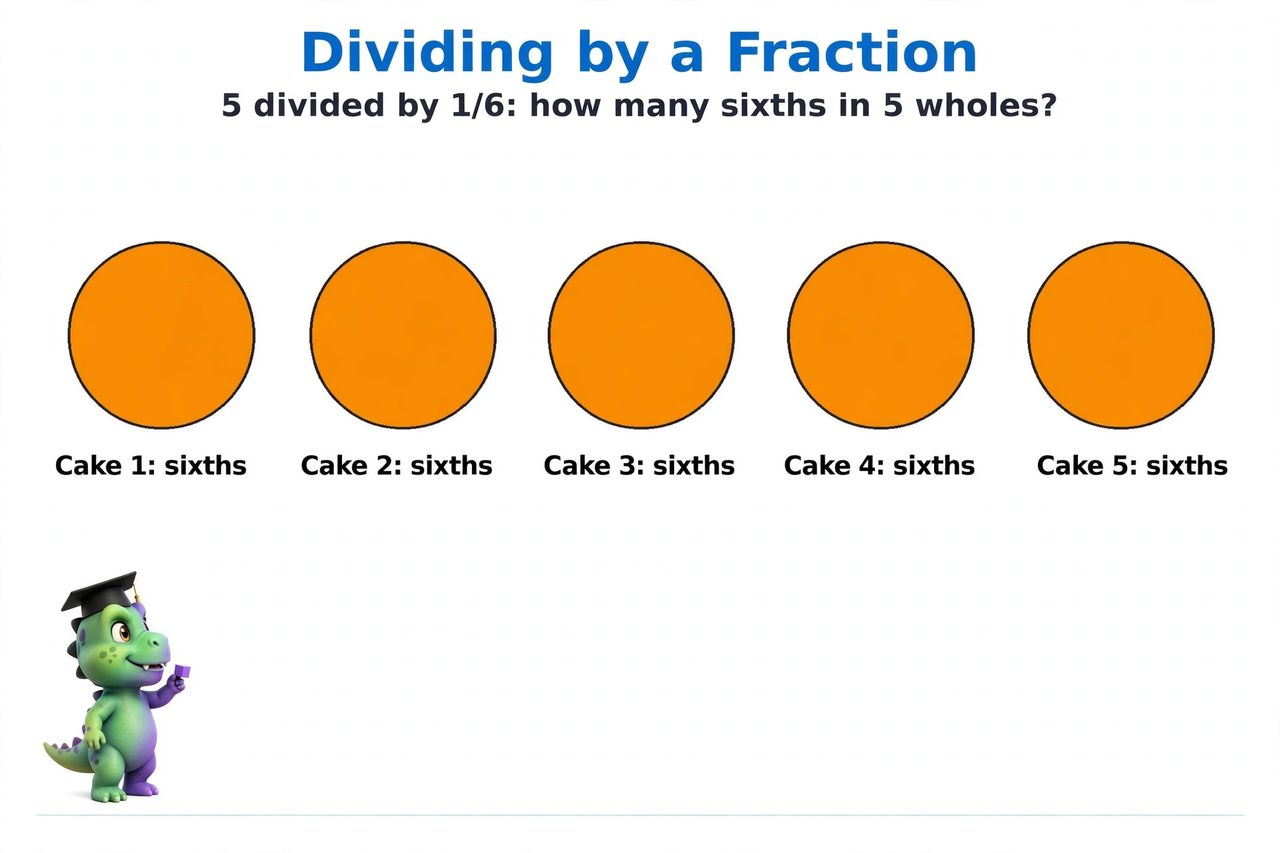 Dividing by a Fraction
5 divided by 1/6: how many sixths in 5 wholes?
Cake 1: sixths
Cake 2: sixths
Cake 3: sixths
Cake 4: sixths
Cake 5: sixths